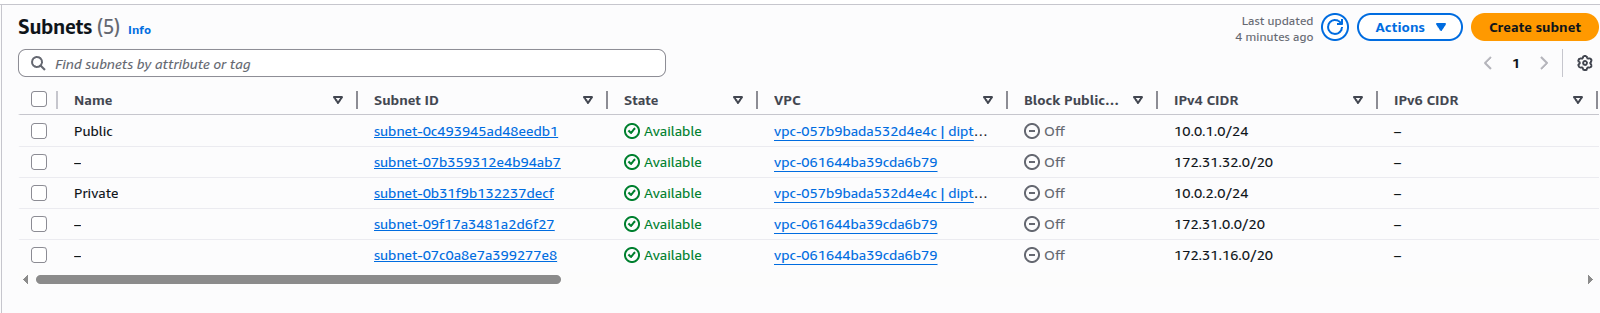 Subnets (5) Info
Last updated
4 minutes ago
Actions
Create subnet
Find subnets by attribute or tag
1
Name Subnet ID State VPC Block Public... IPv4 CIDR IPv6 CIDR
Public subnet-0c493945ad48eedb1 Available vpc-057b9bada532d4e4c | dipt... Off 10.0.1.0/24 –
– subnet-07b359312e4b94ab7 Available vpc-061644ba39cda6b79 Off 172.31.32.0/20 –
Private subnet-0b31f9b132237decf Available vpc-057b9bada532d4e4c | dipt... Off 10.0.2.0/24 –
– subnet-09f17a3481a2d6f27 Available vpc-061644ba39cda6b79 Off 172.31.0.0/20 –
– subnet-07c0a8e7a399277e8 Available vpc-061644ba39cda6b79 Off 172.31.16.0/20 –